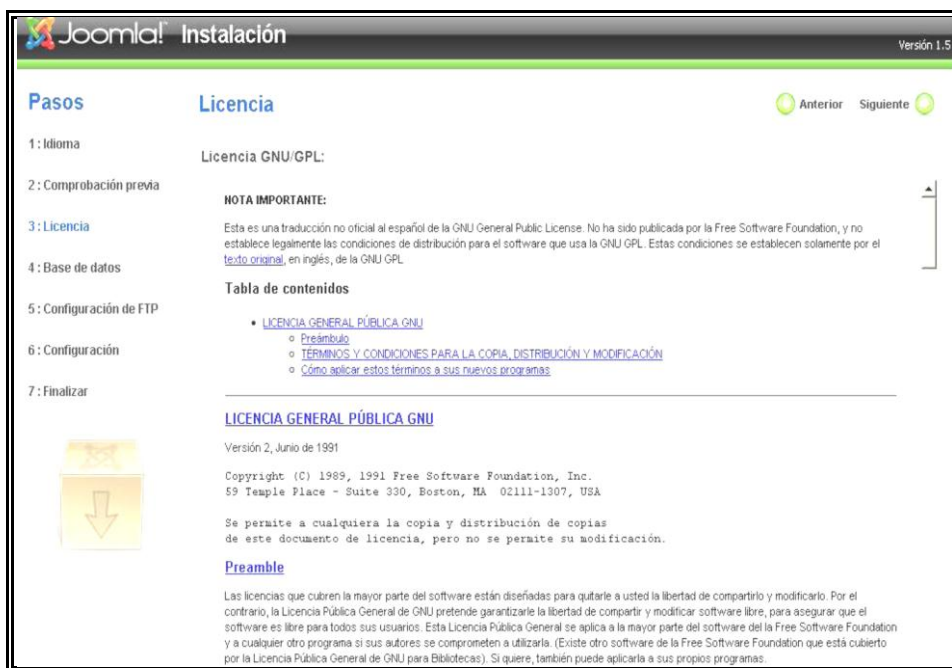 Joomla! Instalación
Versión 1.5
Pasos
Licencia
Anterior Siguiente
1 : Idioma
Licencia GNU/GPL:
2 : Comprobación previa
NOTA IMPORTANTE:
3 : Licencia
Esta es una traducción no oficial al español de la GNU General Public License. No ha sido publicada por la Free Software Foundation, y no
establece legalmente las condiciones de distribución para el software que usa la GNU GPL. Estas condiciones se establecen solamente por el
texto original, en inglés, de la GNU GPL
4 : Base de datos
Tabla de contenidos
5 : Configuración de FTP
• LICENCIA GENERAL PÚBLICA GNU
○ Preámbulo
6 : Configuración
○ TÉRMINOS Y CONDICIONES PARA LA COPIA, DISTRIBUCIÓN Y MODIFICACIÓN
○ Cómo aplicar estos términos a sus nuevos programas
7 : Finalizar
LICENCIA GENERAL PÚBLICA GNU
Versión 2, Junio de 1991
Copyright (C) 1989, 1991 Free Software Foundation, Inc.
59 Temple Place - Suite 330, Boston, MA 02111-1307, USA
Se permite a cualquiera la copia y distribución de copias
de este documento de licencia, pero no se permite su modificación.
Preamble
Las licencias que cubren la mayor parte del software están diseñadas para quitarle a usted la libertad de compartirlo y modificarlo. Por el
contrario, la Licencia Pública General de GNU pretende garantizarle la libertad de compartir y modificar software libre, para asegurar que el
software es libre para todos sus usuarios. Esta Licencia Pública General se aplica a la mayor parte del software del la Free Software Foundation
y a cualquier otro programa si sus autores se comprometen a utilizarla. (Existe otro software de la Free Software Foundation que está cubierto
por la Licencia Pública General de GNU para Bibliotecas). Si quiere, también puede aplicarla a sus propios programas.